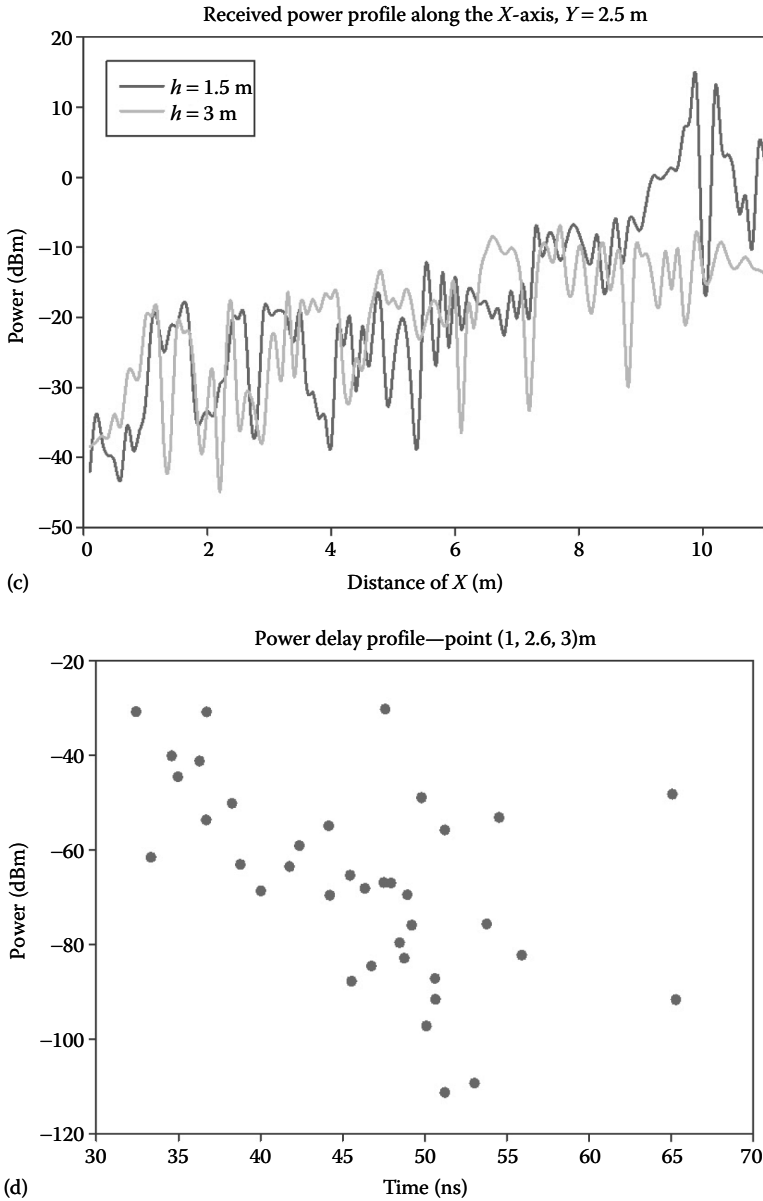 Received power profile along the X-axis, Y = 2.5 m
20
10
0
−10
−20
−30
−40
−50
Power (dBm)
h = 1.5 m
h = 3 m
0 2 4 6 8 10
Distance of X (m)
(c)
Power delay profile—point (1, 2.6, 3)m
−20
−40
−60
−80
−100
−120
Power (dBm)
30 35 40 45 50 55 60 65 70
Time (ns)
(d)